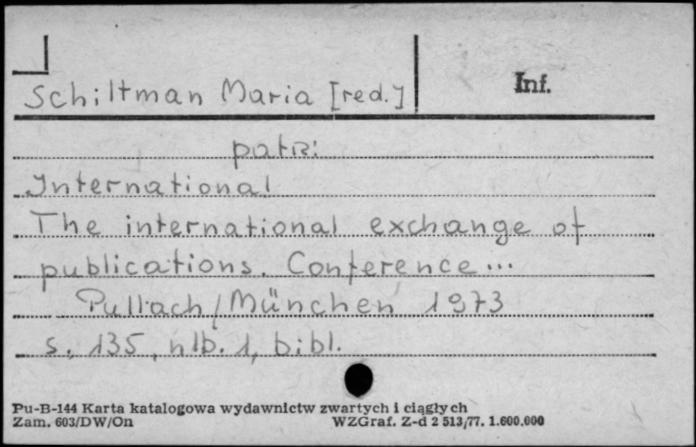 Schiltman Maria [red.]
Inf.
patrz:
International
The international exchange of
publications. Conference...
Pullach/München 1973
s. 135, nlb. 1, bibl.
Pu-B-144 Karta katalogowa wydawnictw zwartych i ciągłych
Zam. 603/DW/On WZGraf. Z-d 2 513/77. 1.600.000